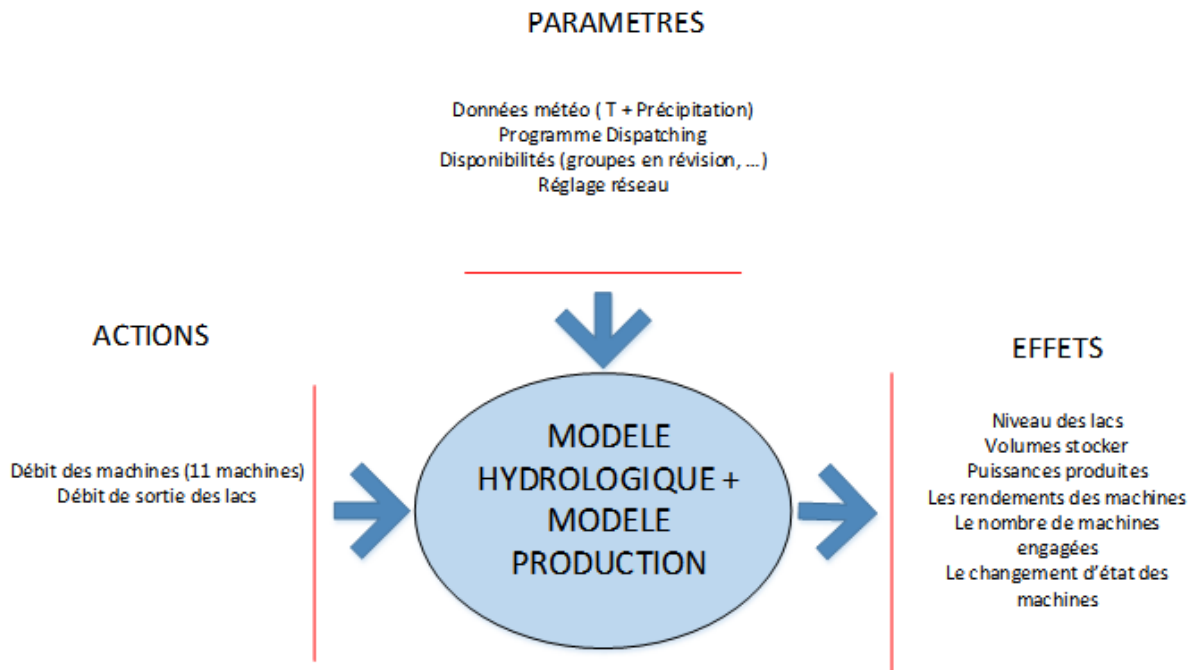 PARAMETRES
Données météo ( T + Précipitation)
Programme Dispatching
Disponibilités (groupes en révision, ...)
Réglage réseau
ACTIONS
Débit des machines (11 machines)
Débit de sortie des lacs
MODELE
HYDROLOGIQUE +
MODELE
PRODUCTION
EFFETS
Niveau des lacs
Volumes stocker
Puissances produites
Les rendements des machines
Le nombre de machines
engagées
Le changement d'état des
machines